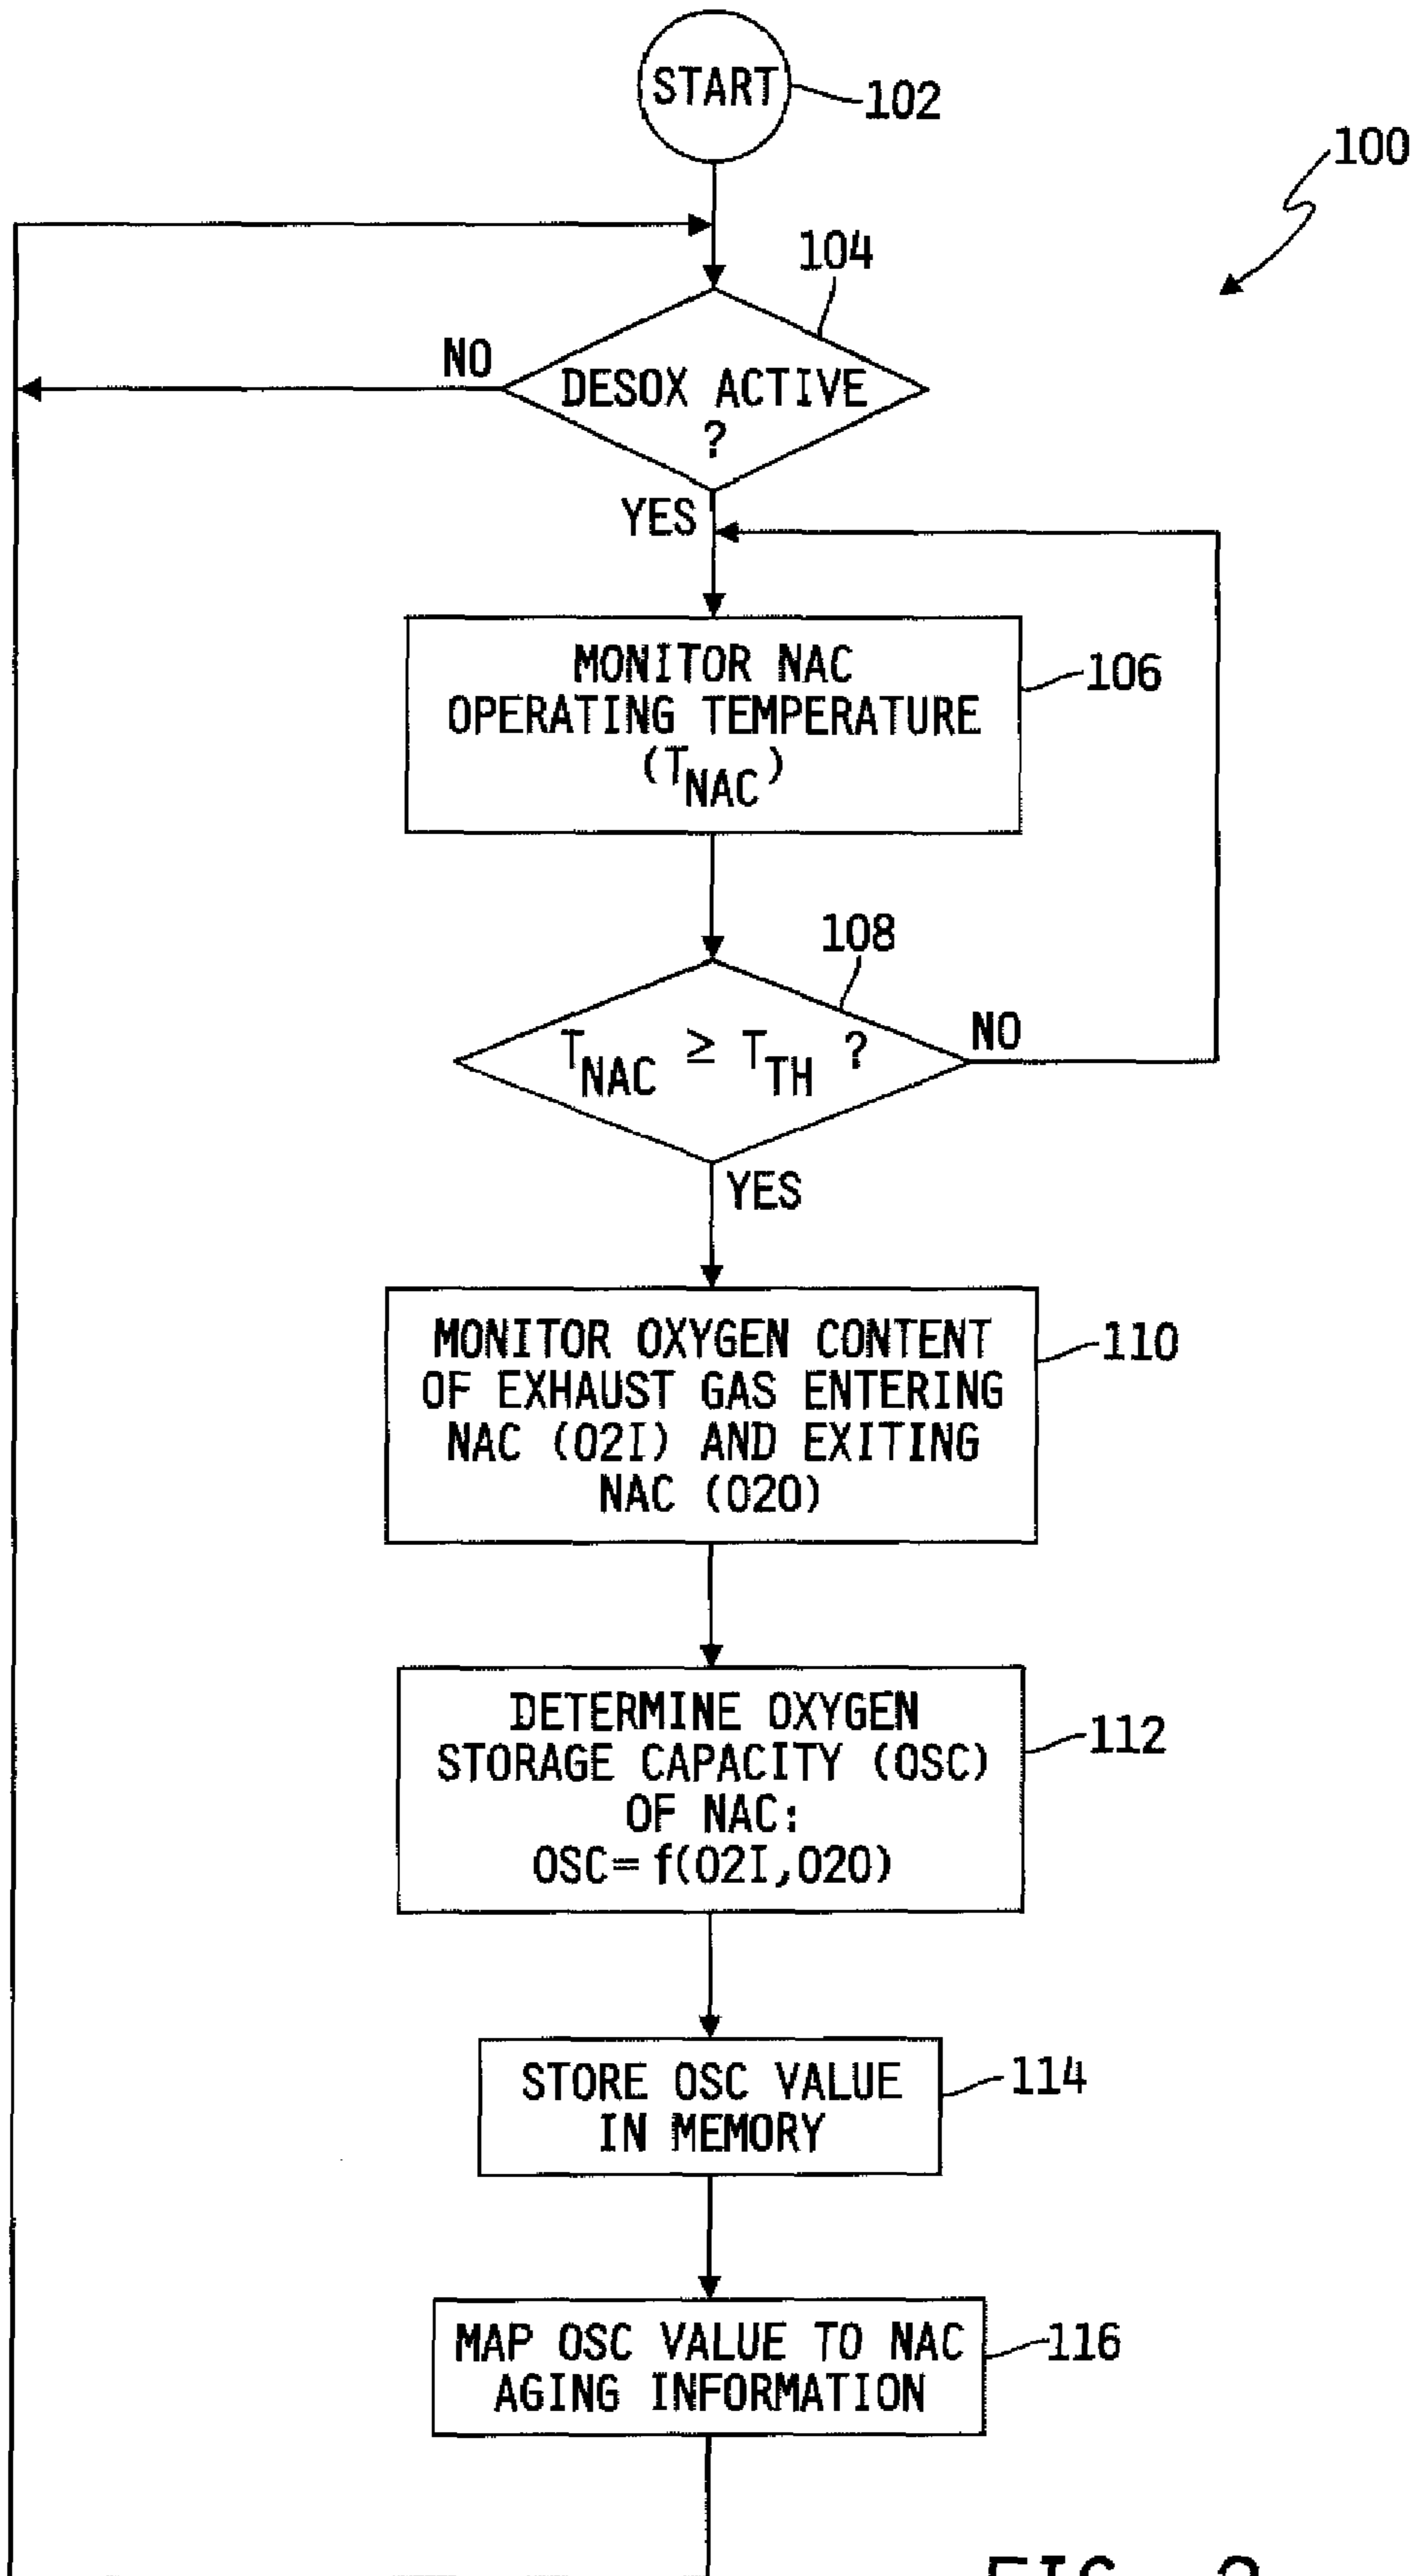 START
102
100
104
NO
DESOX ACTIVE
?
YES
MONITOR NAC
OPERATING TEMPERATURE
(TNAC)
106
108
TNAC ≥ TTH ?
NO
YES
MONITOR OXYGEN CONTENT
OF EXHAUST GAS ENTERING
NAC (O2I) AND EXITING
NAC (O2O)
110
DETERMINE OXYGEN
STORAGE CAPACITY (OSC)
OF NAC:
OSC= f(O2I,O2O)
112
STORE OSC VALUE
IN MEMORY
114
MAP OSC VALUE TO NAC
AGING INFORMATION
116